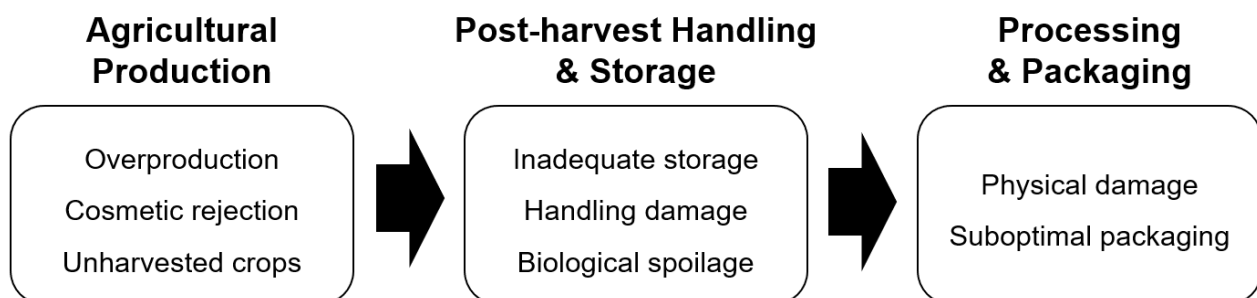 Agricultural
Production
Overproduction
Cosmetic rejection
Unharvested crops
Post-harvest Handling
& Storage
Inadequate storage
Handling damage
Biological spoilage
Processing
& Packaging
Physical damage
Suboptimal packaging